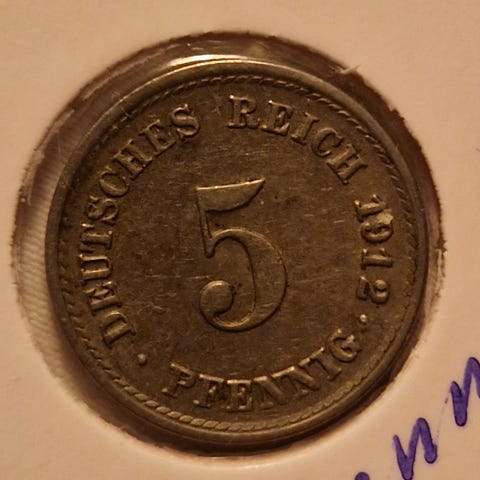 DEUTSCHES REICH 1912
5
· PFENNIG ·